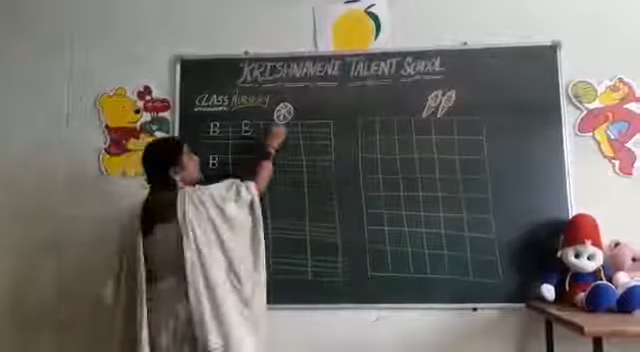 KRISHNAVENI TALENT SCHOOL
CLASS NURSERY
B B
B